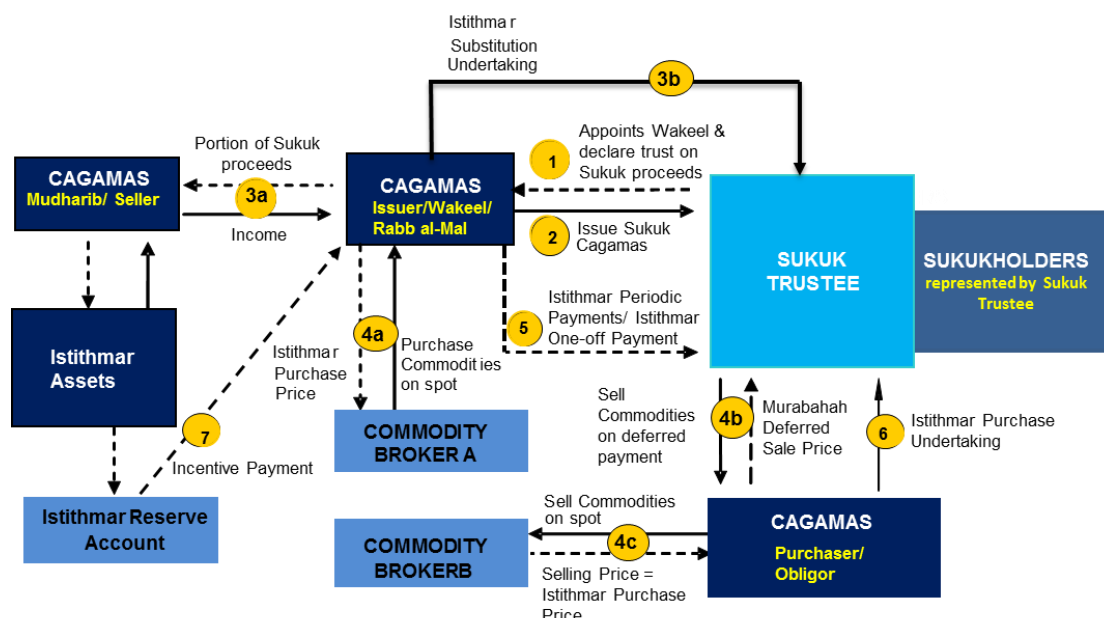 Istithmar
Substitution
Undertaking
3b
Portion of Sukuk
proceeds
1
Appoints Wakeel &
declare trust on
Sukuk proceeds
CAGAMAS
Mudharib/ Seller
3a
Income
CAGAMAS
Issuer/Wakeel/
Rabb al-Mal
2
Issue Sukuk
Cagamas
SUKUK
TRUSTEE
SUKUKHOLDERS
represented by Sukuk
Trustee
Istithmar
Assets
Istithmar
Purchase
Price
4a
Purchase
Commodities
on spot
5
Istithmar Periodic
Payments/ Istithmar
One-off Payment
7
Incentive Payment
COMMODITY
BROKER A
Sell
Commodities
on deferred
payment
4b
Murabahah
Deferred
Sale Price
6
Istithmar Purchase
Undertaking
Istithmar Reserve
Account
COMMODITY
BROKERB
Sell Commodities
on spot
4c
Selling Price =
Istithmar Purchase
Price
CAGAMAS
Purchaser/
Obligor